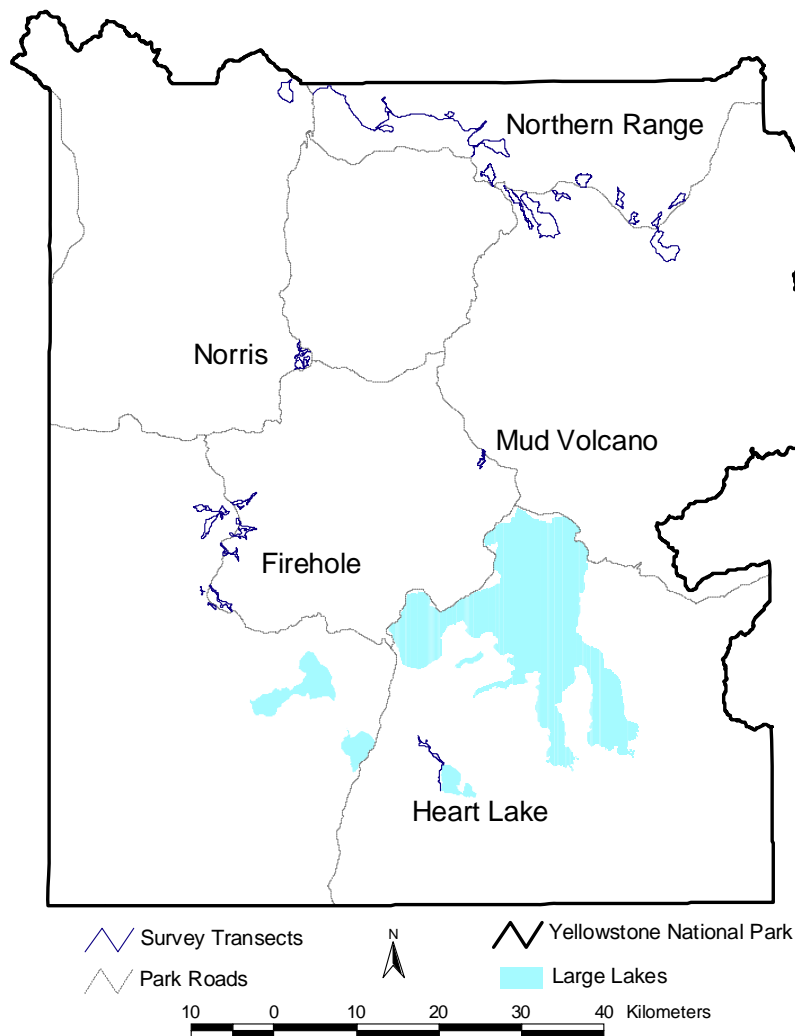 Northern Range
Norris
Mud Volcano
Firehole
Heart Lake
Survey Transects
N
Yellowstone National Park
Park Roads
Large Lakes
10 0 10 20 30 40 Kilometers